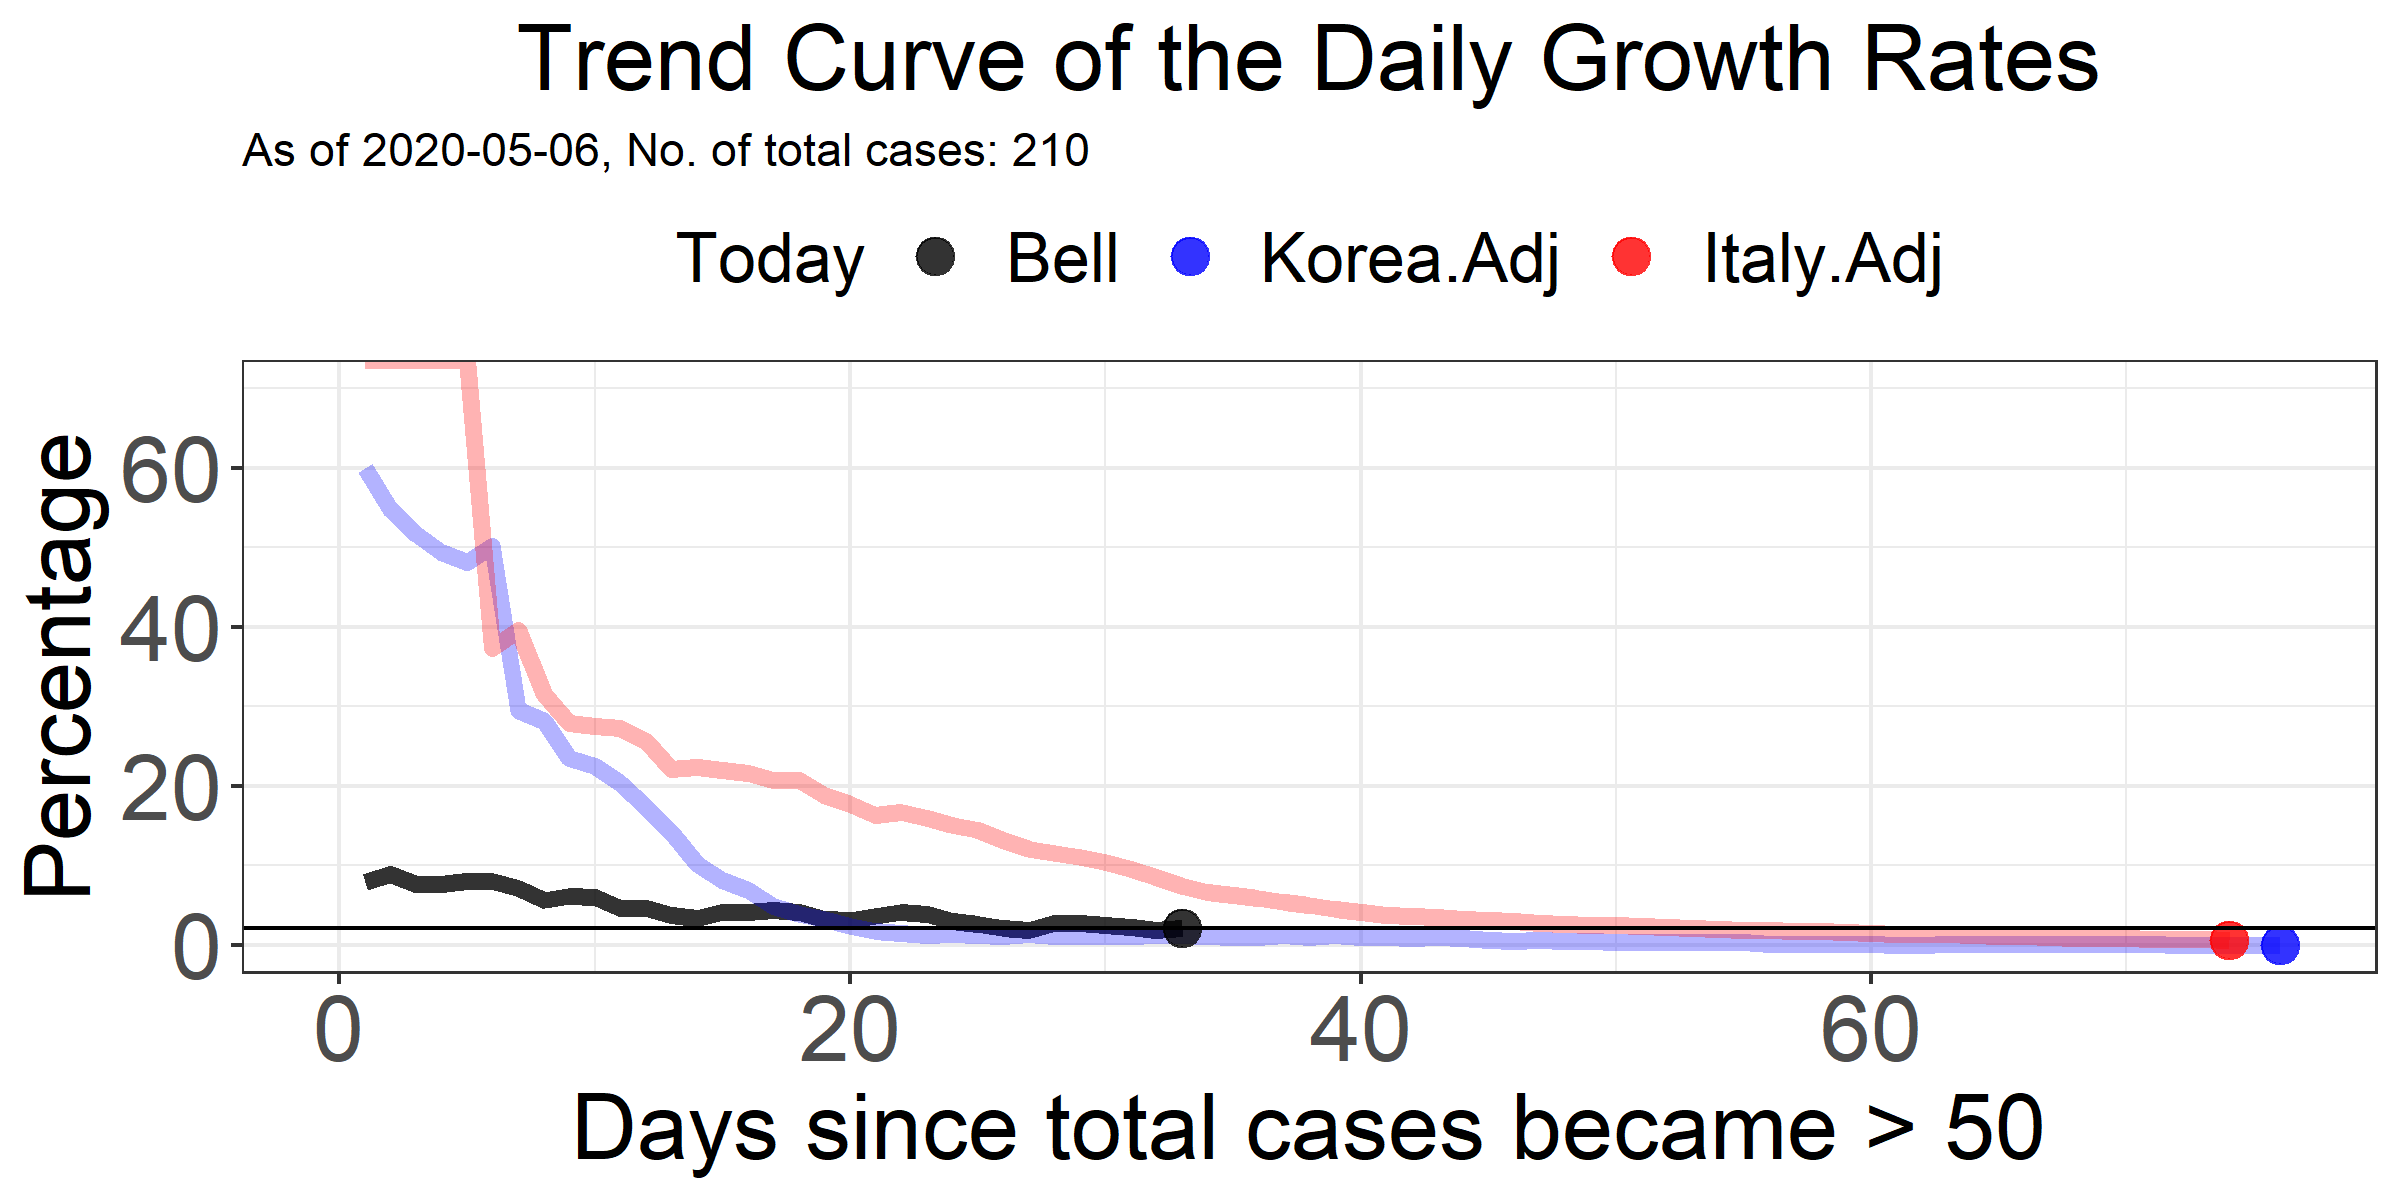 Trend Curve of the Daily Growth Rates
As of 2020-05-06, No. of total cases: 210
Today Bell Korea.Adj Italy.Adj
Percentage
60
40
20
0
0 20 40 60
Days since total cases became > 50